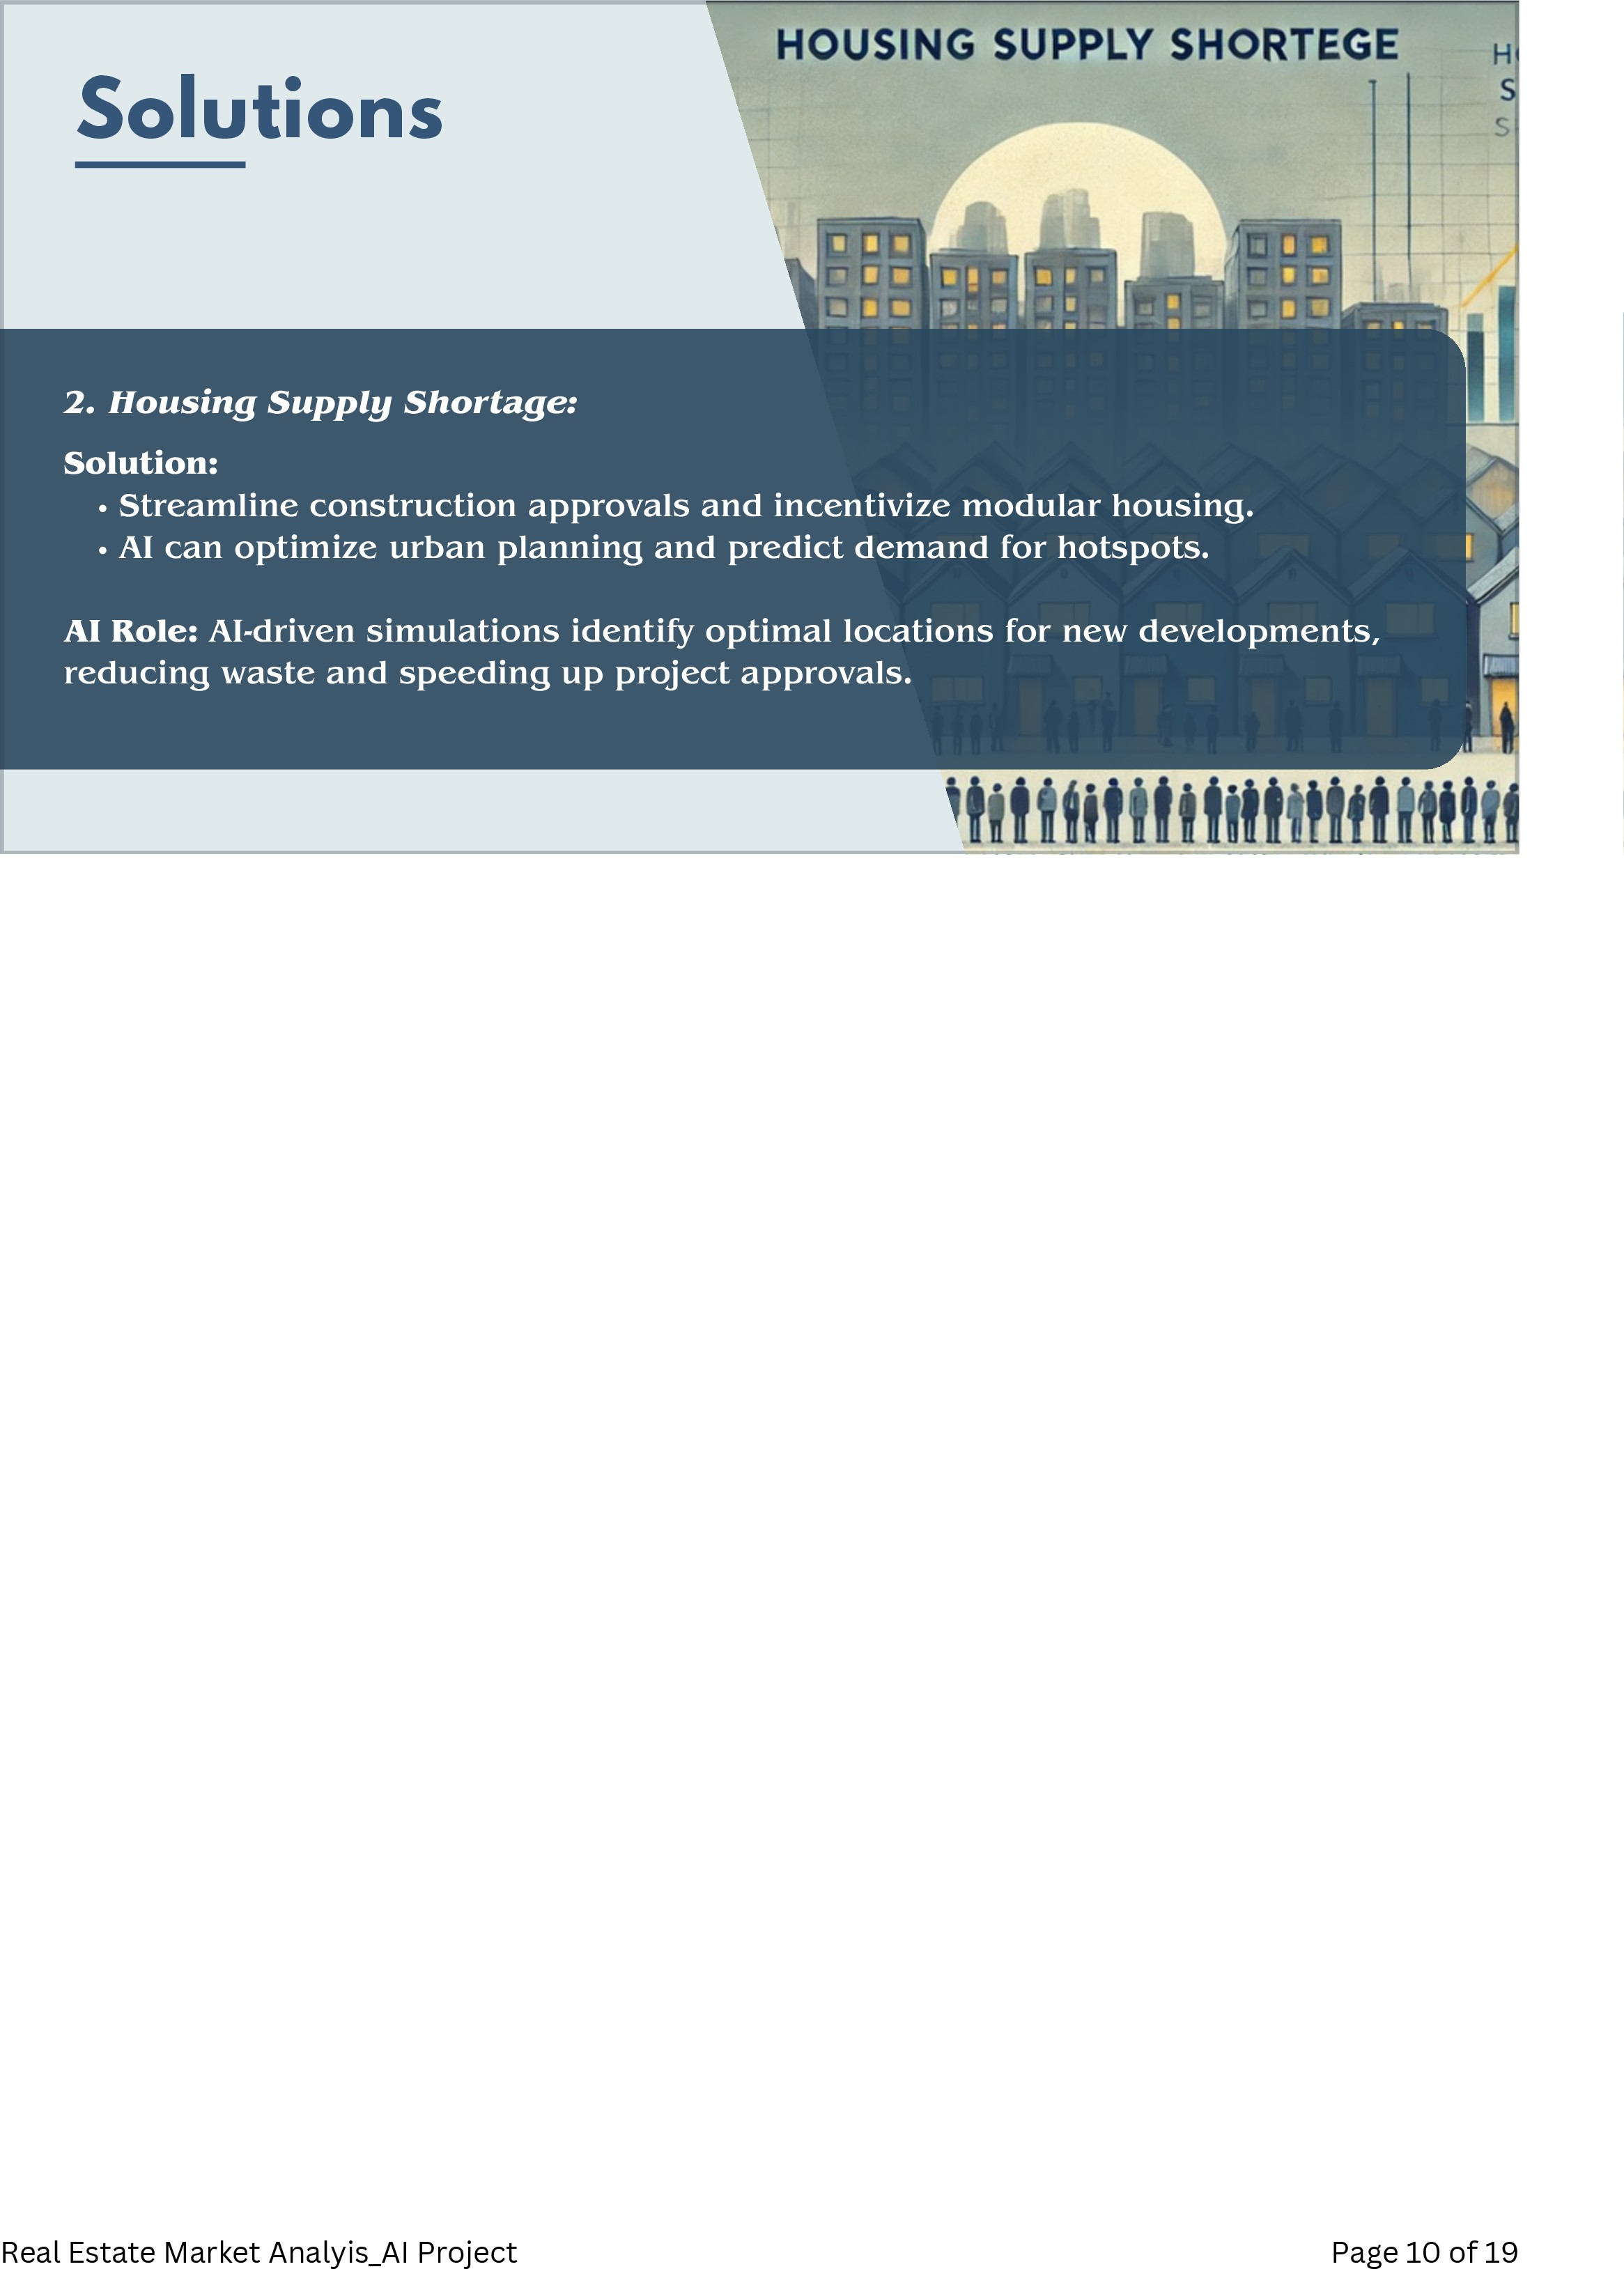 HOUSING SUPPLY SHORTEGE
Solutions
2. Housing Supply Shortage:
Solution:
• Streamline construction approvals and incentivize modular housing.
• AI can optimize urban planning and predict demand for hotspots.
AI Role: AI-driven simulations identify optimal locations for new developments,
reducing waste and speeding up project approvals.
Real Estate Market Analyis_AI Project
Page 10 of 19